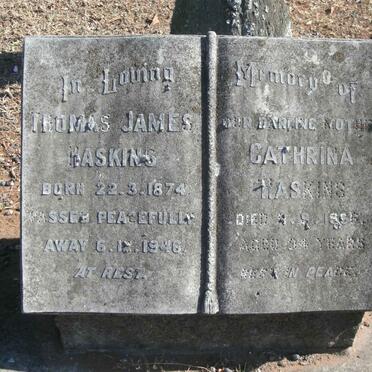 In Loving
THOMAS JAMES
HASKINS
BORN 22.3.1874
PASSED PEACEFULLY
AWAY 6.12.1946.
AT REST.
Memory of
OUR DARLING MOTHER
CATHRINA
HASKINS
DIED
AGED YEARS
IN PEACE.